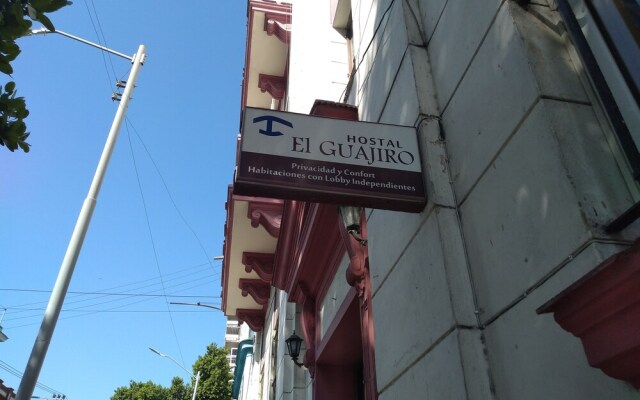 HOSTAL
El GUAJIRO
Privacidad y Confort
Habitaciones con Lobby Independientes